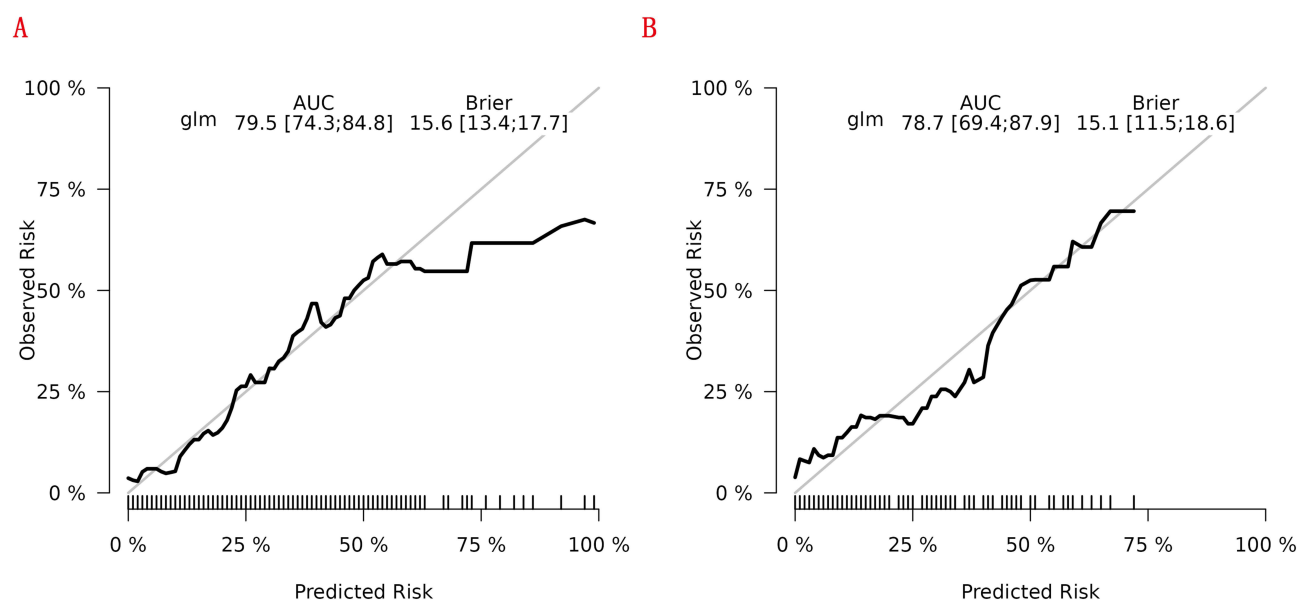 A
AUC Brier
glm 79.5 [74.3;84.8] 15.6 [13.4;17.7]
100 %
75 %
50 %
25 %
0 %
Observed Risk
0 % 25 % 50 % 75 % 100 %
Predicted Risk
B
AUC Brier
glm 78.7 [69.4;87.9] 15.1 [11.5;18.6]
100 %
75 %
50 %
25 %
0 %
Observed Risk
0 % 25 % 50 % 75 % 100 %
Predicted Risk